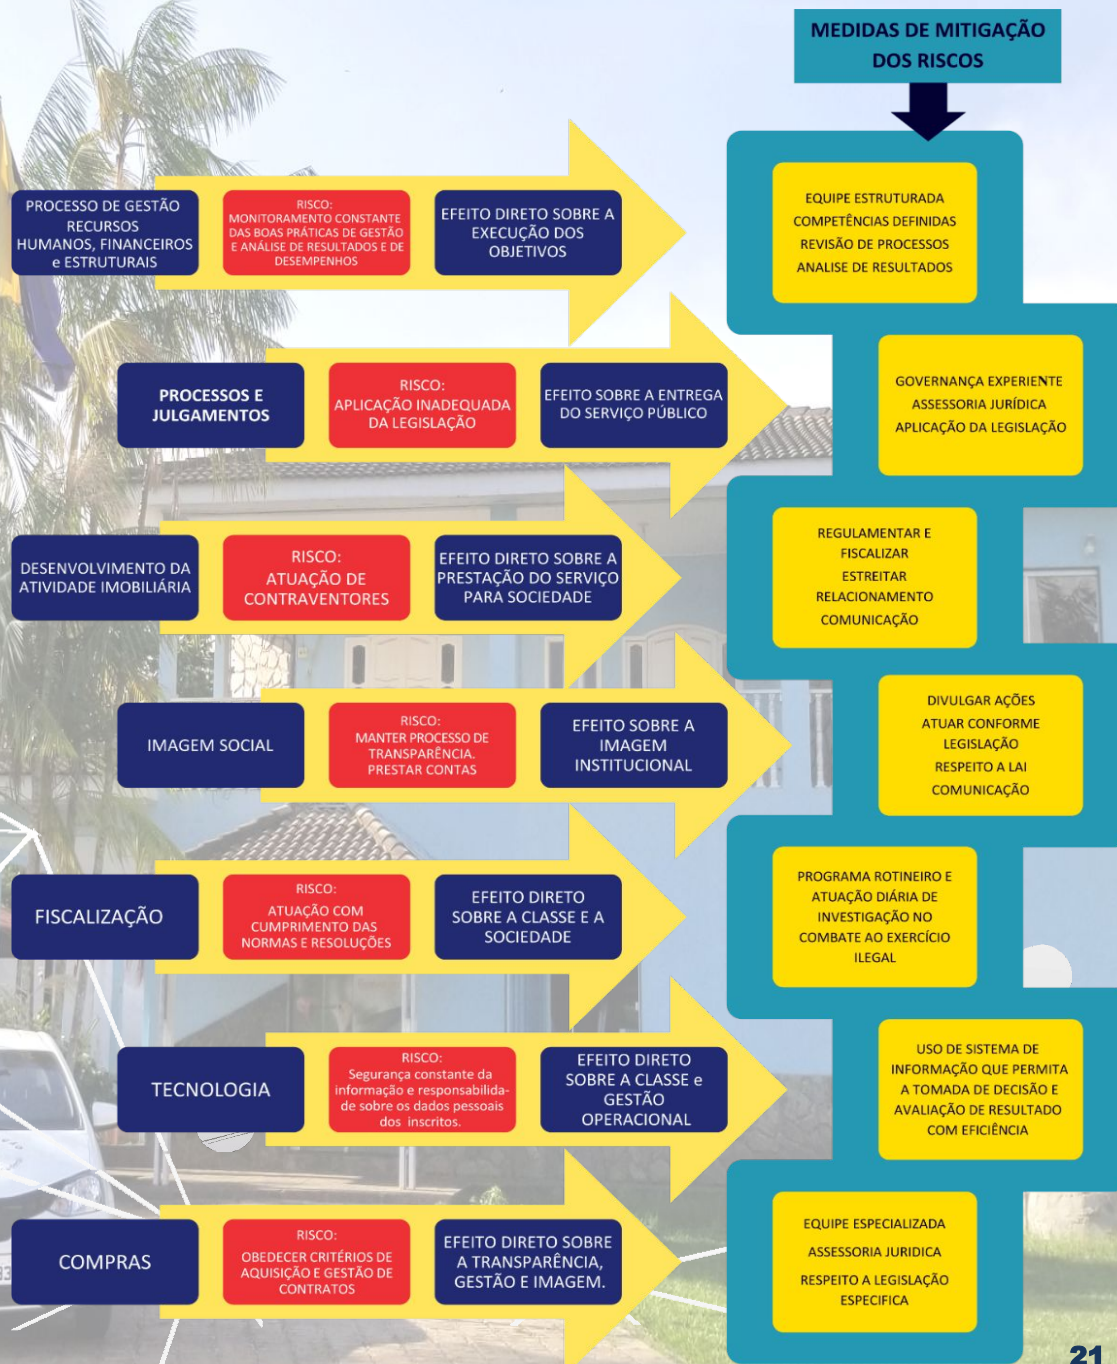 MEDIDAS DE MITIGAÇÃO
DOS RISCOS
PROCESSO DE GESTÃO
RECURSOS
HUMANOS, FINANCEIROS
e ESTRUTURAIS
RISCO:
MONITORAMENTO CONSTANTE
DAS BOAS PRÁTICAS DE GESTÃO
E ANÁLISE DE RESULTADOS E DE
DESEMPENHOS
EFEITO DIRETO SOBRE A
EXECUÇÃO DOS
OBJETIVOS
EQUIPE ESTRUTURADA
COMPETÊNCIAS DEFINIDAS
REVISÃO DE PROCESSOS
ANALISE DE RESULTADOS
PROCESSOS E
JULGAMENTOS
RISCO:
APLICAÇÃO INADEQUADA
DA LEGISLAÇÃO
EFEITO SOBRE A ENTREGA
DO SERVIÇO PÚBLICO
GOVERNANÇA EXPERIENTE
ASSESSORIA JURÍDICA
APLICAÇÃO DA LEGISLAÇÃO
DESENVOLVIMENTO DA
ATIVIDADE IMOBILIÁRIA
RISCO:
ATUAÇÃO DE
CONTRAVENTORES
EFEITO DIRETO SOBRE A
PRESTAÇÃO DO SERVIÇO
PARA SOCIEDADE
REGULAMENTAR E
FISCALIZAR
ESTREITAR
RELACIONAMENTO
COMUNICAÇÃO
IMAGEM SOCIAL
RISCO:
MANTER PROCESSO DE
TRANSPARÊNCIA.
PRESTAR CONTAS
EFEITO SOBRE A
IMAGEM
INSTITUCIONAL
DIVULGAR AÇÕES
ATUAR CONFORME
LEGISLAÇÃO
RESPEITO A LAI
COMUNICAÇÃO
FISCALIZAÇÃO
RISCO:
ATUAÇÃO COM
CUMPRIMENTO DAS
NORMAS E RESOLUÇÕES
EFEITO DIRETO
SOBRE A CLASSE E A
SOCIEDADE
PROGRAMA ROTINEIRO E
ATUAÇÃO DIÁRIA DE
INVESTIGAÇÃO NO
COMBATE AO EXERCÍCIO
ILEGAL
TECNOLOGIA
RISCO:
Segurança constante da
informação e responsabilida-
de sobre os dados pessoais
dos inscritos.
EFEITO DIRETO
SOBRE A CLASSE e
GESTÃO
OPERACIONAL
USO DE SISTEMA DE
INFORMAÇÃO QUE PERMITA
A TOMADA DE DECISÃO E
AVALIAÇÃO DE RESULTADO
COM EFICIÊNCIA
COMPRAS
RISCO:
OBEDECER CRITÉRIOS DE
AQUISIÇÃO E GESTÃO DE
CONTRATOS
EFEITO DIRETO SOBRE
A TRANSPARÊNCIA,
GESTÃO E IMAGEM.
EQUIPE ESPECIALIZADA
ASSESSORIA JURIDICA
RESPEITO A LEGISLAÇÃO
ESPECIFICA
21